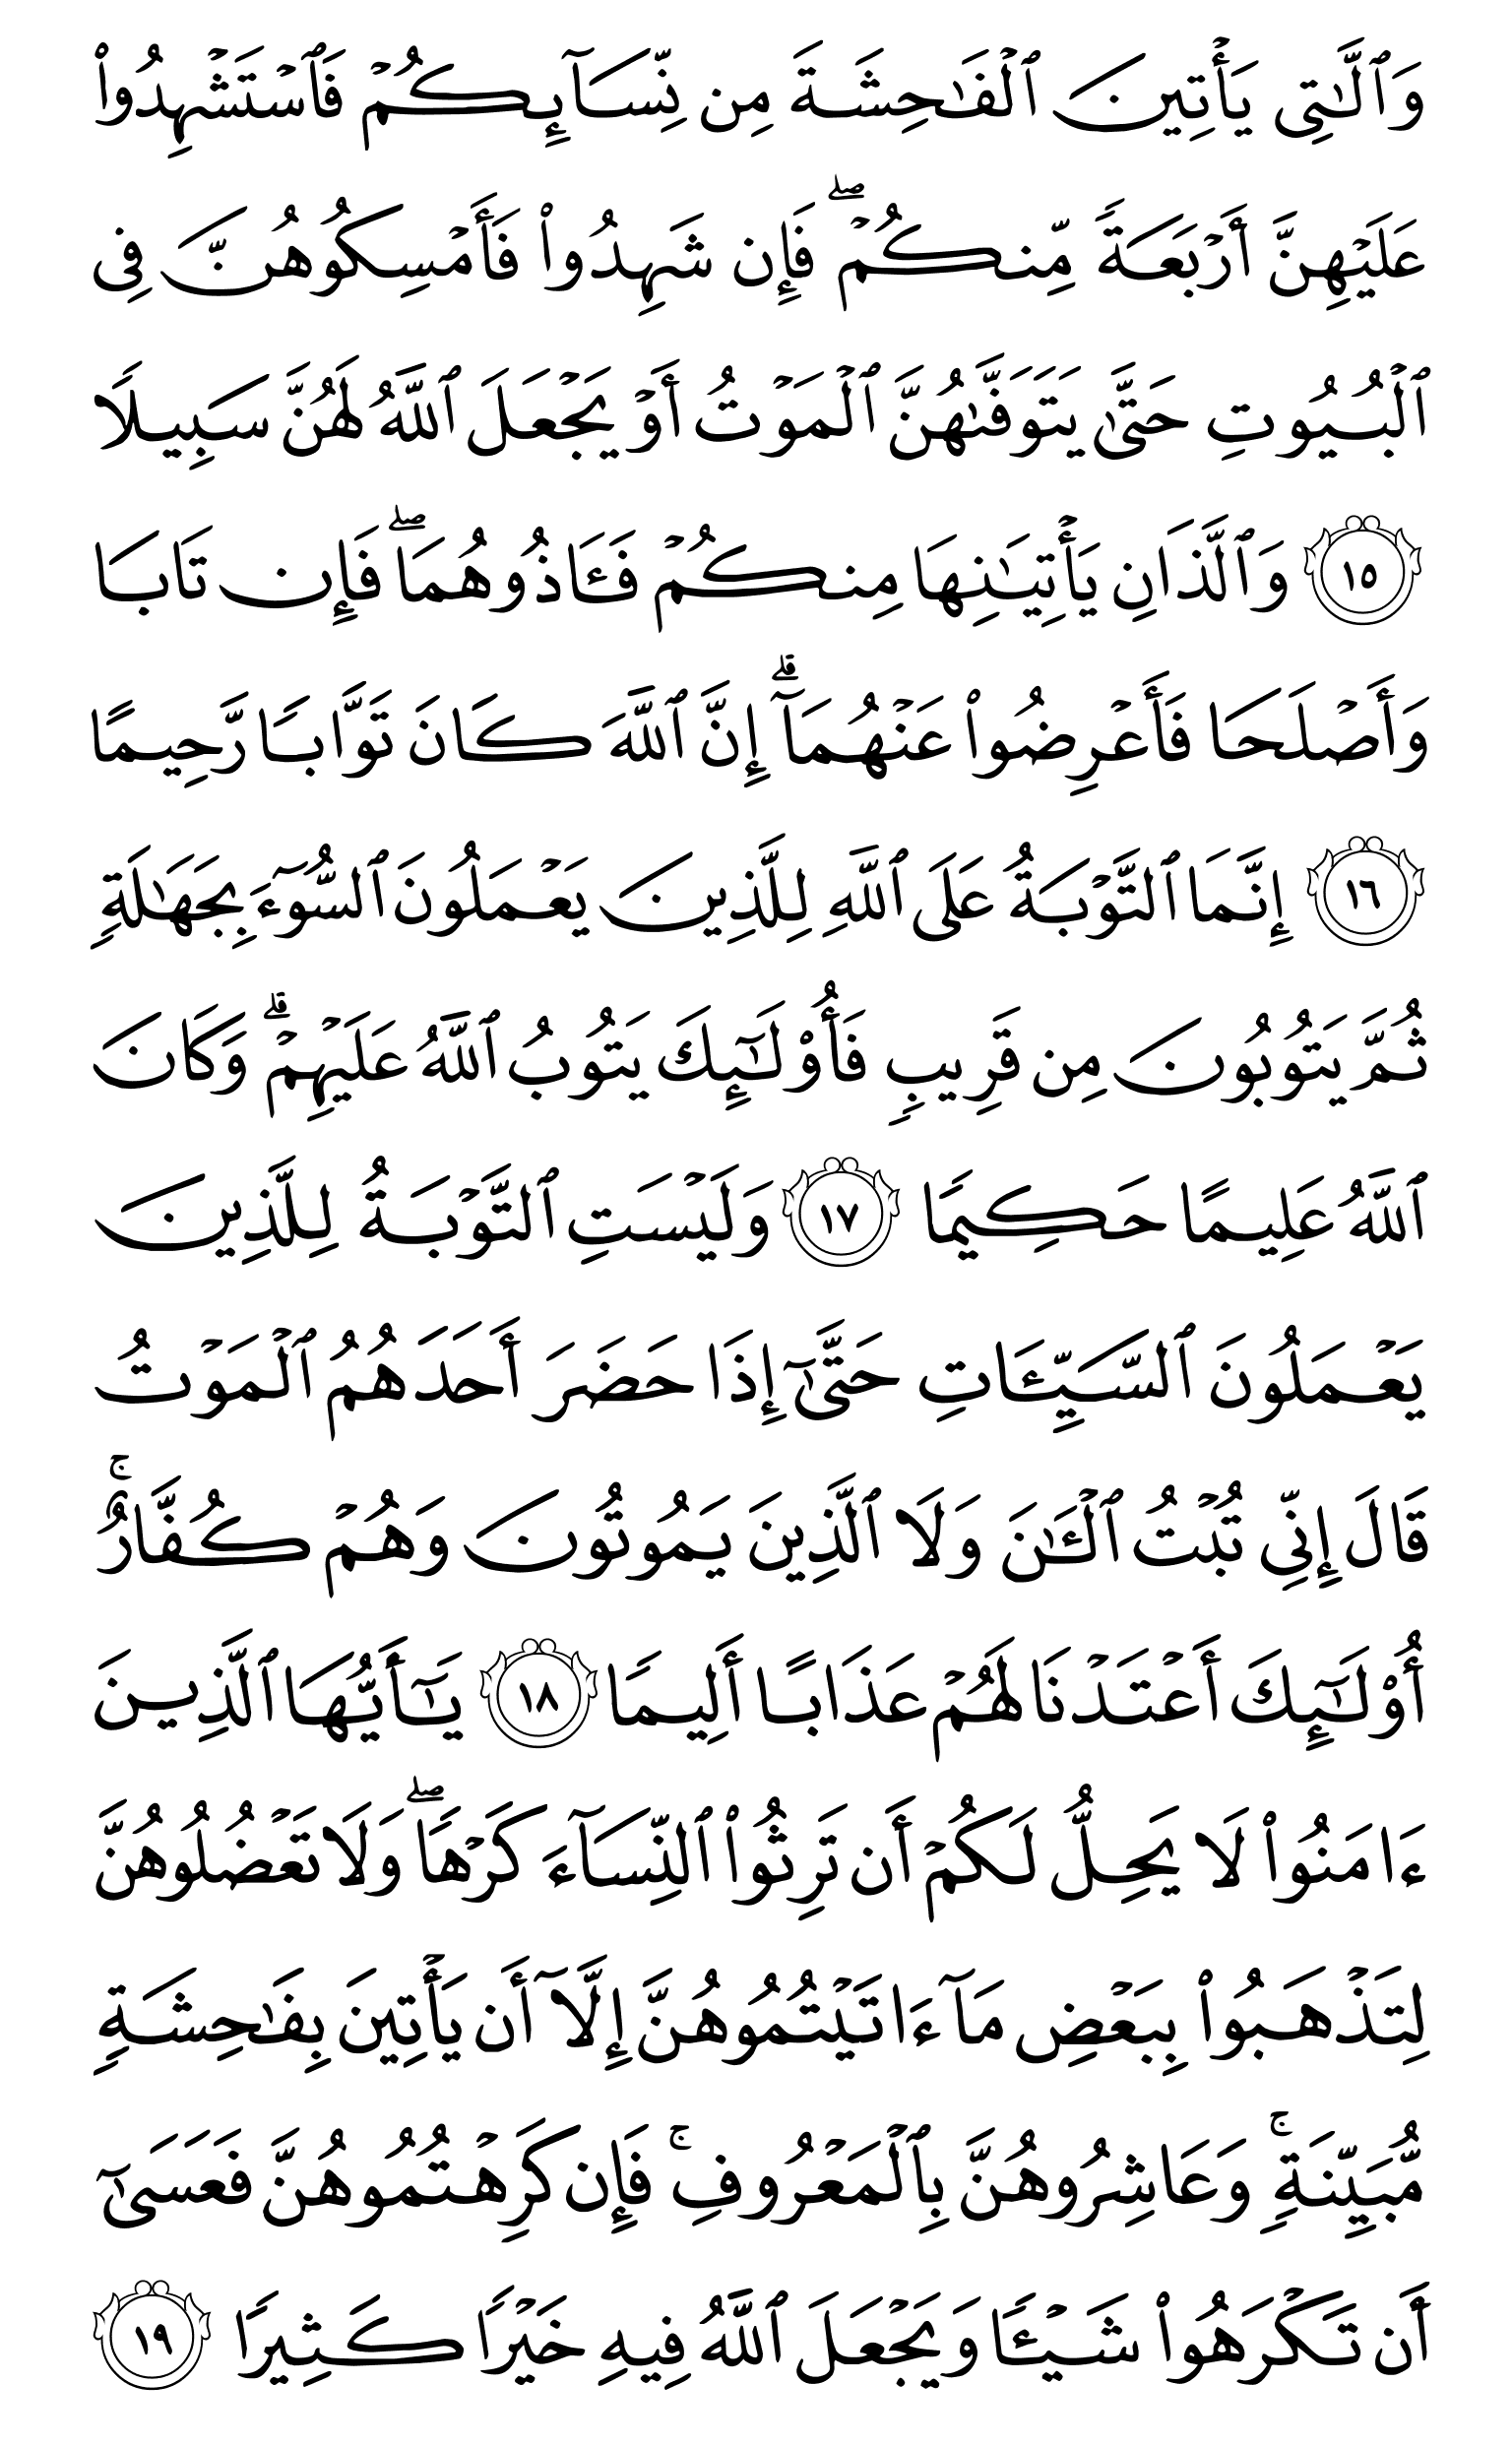 وَٱلَّٰتِى يَأۡتِينَ ٱلۡفَٰحِشَةَ مِن نِّسَآئِكُمۡ فَٱسۡتَشۡهِدُواْ
عَلَيۡهِنَّ أَرۡبَعَةً مِّنكُمۡۖ فَإِن شَهِدُواْ فَأَمۡسِكُوهُنَّ فِى
ٱلۡبُيُوتِ حَتَّىٰ يَتَوَفَّىٰهُنَّ ٱلۡمَوۡتُ أَوۡ يَجۡعَلَ ٱللَّهُ لَهُنَّ سَبِيلًا
١٥ وَٱلَّذَانِ يَأۡتِيَٰنِهَا مِنكُمۡ فَـَٔاذُوهُمَاۖ فَإِن تَابَا
وَأَصۡلَحَا فَأَعۡرِضُواْ عَنۡهُمَآۗ إِنَّ ٱللَّهَ كَانَ تَوَّابًا رَّحِيمًا
١٦ إِنَّمَا ٱلتَّوۡبَةُ عَلَى ٱللَّهِ لِلَّذِينَ يَعۡمَلُونَ ٱلسُّوٓءَ بِجَهَٰلَةٍ
ثُمَّ يَتُوبُونَ مِن قَرِيبٍ فَأُوْلَٰٓئِكَ يَتُوبُ ٱللَّهُ عَلَيۡهِمۡۗ وَكَانَ
ٱللَّهُ عَلِيمًا حَكِيمًا ١٧ وَلَيۡسَتِ ٱلتَّوۡبَةُ لِلَّذِينَ
يَعۡمَلُونَ ٱلسَّيِّـَٔاتِ حَتَّىٰٓ إِذَا حَضَرَ أَحَدَهُمُ ٱلۡمَوۡتُ
قَالَ إِنِّى تُبۡتُ ٱلۡـَٰٔنَ وَلَا ٱلَّذِينَ يَمُوتُونَ وَهُمۡ كُفَّارٌۚ
أُوْلَٰٓئِكَ أَعۡتَدۡنَا لَهُمۡ عَذَابًا أَلِيمًا ١٨ يَٰٓأَيُّهَا ٱلَّذِينَ
ءَامَنُواْ لَا يَحِلُّ لَكُمۡ أَن تَرِثُواْ ٱلنِّسَآءَ كَرۡهًاۖ وَلَا تَعۡضُلُوهُنَّ
لِتَذۡهَبُواْ بِبَعۡضِ مَآ ءَاتَيۡتُمُوهُنَّ إِلَّآ أَن يَأۡتِينَ بِفَٰحِشَةٍ
مُّبَيِّنَةٍۚ وَعَاشِرُوهُنَّ بِٱلۡمَعۡرُوفِۚ فَإِن كَرِهۡتُمُوهُنَّ فَعَسَىٰٓ
أَن تَكۡرَهُواْ شَيۡـًٔا وَيَجۡعَلَ ٱللَّهُ فِيهِ خَيۡرًا كَثِيرًا ١٩